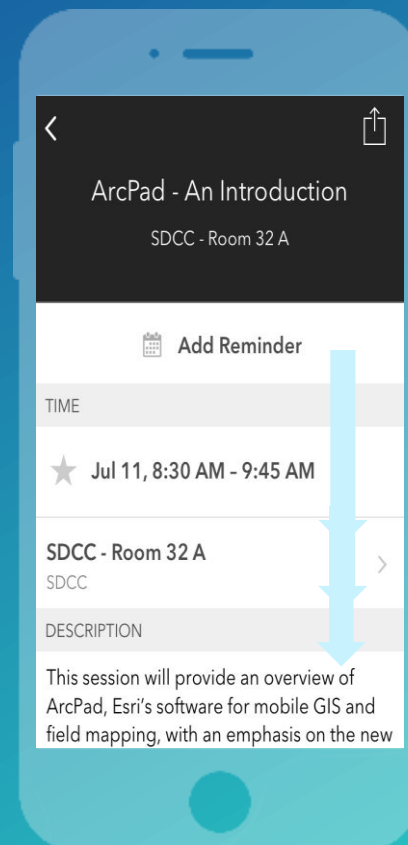 ArcPad - An Introduction
SDCC - Room 32 A
Add Reminder
TIME
Jul 11, 8:30 AM - 9:45 AM
SDCC - Room 32 A
SDCC
DESCRIPTION
This session will provide an overview of
ArcPad, Esri's software for mobile GIS and
field mapping, with an emphasis on the new